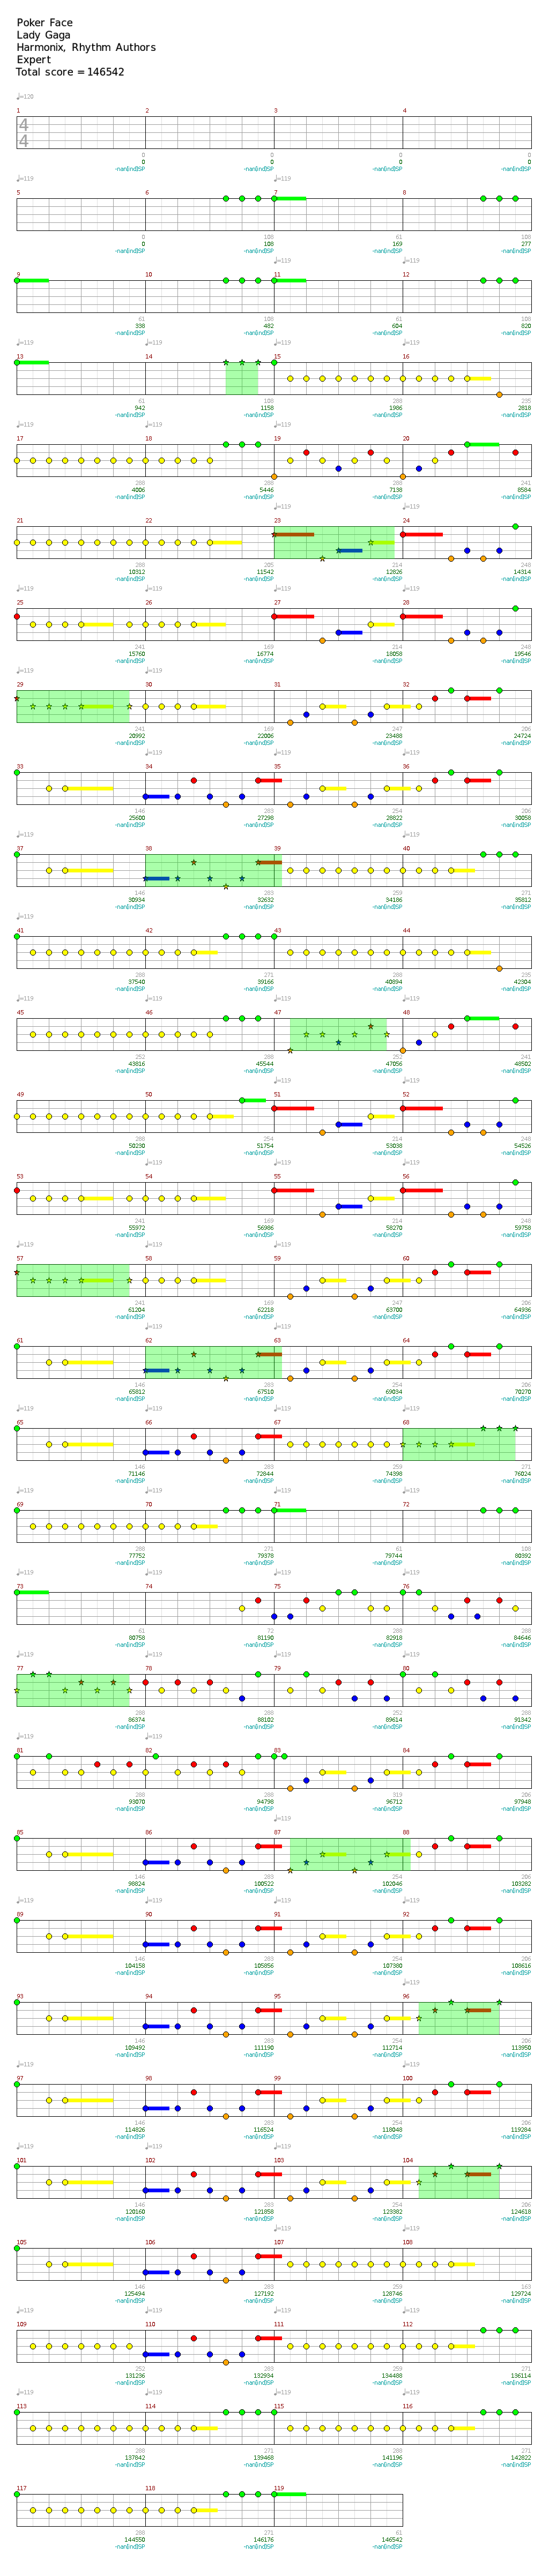 Poker Face
Lady Gaga
Harmonix, Rhythm Authors
Expert
Total score = 146542
♩=120
1 2 3 4
4
4
0 0 0 0
0 0 0 0
-nan(ind)SP -nan(ind)SP -nan(ind)SP -nan(ind)SP
♩=119 ♩=119
5 6 7 8
0 108 61 108
0 108 169 277
-nan(ind)SP -nan(ind)SP -nan(ind)SP -nan(ind)SP
♩=119 ♩=119
9 10 11 12
61 108 61 108
338 482 604 820
-nan(ind)SP -nan(ind)SP -nan(ind)SP -nan(ind)SP
♩=119 ♩=119
13 14 15 16
61 108 288 235
942 1158 1986 2818
-nan(ind)SP -nan(ind)SP -nan(ind)SP -nan(ind)SP
♩=119 ♩=119
17 18 19 20
288 288 288 241
4006 5446 7138 8584
-nan(ind)SP -nan(ind)SP -nan(ind)SP -nan(ind)SP
21 22 23 24
288 205 214 248
10312 11542 12826 14314
-nan(ind)SP -nan(ind)SP -nan(ind)SP -nan(ind)SP
25 26 27 28
241 169 214 248
15760 16774 18058 19546
-nan(ind)SP -nan(ind)SP -nan(ind)SP -nan(ind)SP
29 30 31 32
241 169 247 206
20992 22006 23488 24724
-nan(ind)SP -nan(ind)SP -nan(ind)SP -nan(ind)SP
33 34 35 36
146 283 254 206
25600 27298 28822 30058
-nan(ind)SP -nan(ind)SP -nan(ind)SP -nan(ind)SP
37 38 39 40
146 283 259 271
30934 32632 34186 35812
-nan(ind)SP -nan(ind)SP -nan(ind)SP -nan(ind)SP
41 42 43 44
288 271 288 235
37540 39166 40894 42304
-nan(ind)SP -nan(ind)SP -nan(ind)SP -nan(ind)SP
45 46 47 48
252 288 252 241
43816 45544 47056 48502
-nan(ind)SP -nan(ind)SP -nan(ind)SP -nan(ind)SP
49 50 51 52
288 254 214 248
50230 51754 53038 54526
-nan(ind)SP -nan(ind)SP -nan(ind)SP -nan(ind)SP
53 54 55 56
241 169 214 248
55972 56986 58270 59758
-nan(ind)SP -nan(ind)SP -nan(ind)SP -nan(ind)SP
57 58 59 60
241 169 247 206
61204 62218 63700 64936
-nan(ind)SP -nan(ind)SP -nan(ind)SP -nan(ind)SP
61 62 63 64
146 283 254 206
65812 67510 69034 70270
-nan(ind)SP -nan(ind)SP -nan(ind)SP -nan(ind)SP
65 66 67 68
146 283 259 271
71146 72844 74398 76024
-nan(ind)SP -nan(ind)SP -nan(ind)SP -nan(ind)SP
69 70 71 72
288 271 61 108
77752 79378 79744 80392
-nan(ind)SP -nan(ind)SP -nan(ind)SP -nan(ind)SP
73 74 75 76
61 72 288 288
80758 81190 82918 84646
-nan(ind)SP -nan(ind)SP -nan(ind)SP -nan(ind)SP
77 78 79 80
288 288 252 288
86374 88102 89614 91342
-nan(ind)SP -nan(ind)SP -nan(ind)SP -nan(ind)SP
81 82 83 84
288 288 319 206
93070 94798 96712 97948
-nan(ind)SP -nan(ind)SP -nan(ind)SP -nan(ind)SP
85 86 87 88
146 283 254 206
98824 100522 102046 103282
-nan(ind)SP -nan(ind)SP -nan(ind)SP -nan(ind)SP
89 90 91 92
146 283 254 206
104158 105856 107380 108616
-nan(ind)SP -nan(ind)SP -nan(ind)SP -nan(ind)SP
93 94 95 96
146 283 254 206
109492 111190 112714 113950
-nan(ind)SP -nan(ind)SP -nan(ind)SP -nan(ind)SP
97 98 99 100
146 283 254 206
114826 116524 118048 119284
-nan(ind)SP -nan(ind)SP -nan(ind)SP -nan(ind)SP
101 102 103 104
146 283 254 206
120160 121858 123382 124618
-nan(ind)SP -nan(ind)SP -nan(ind)SP -nan(ind)SP
105 106 107 108
146 283 259 163
125494 127192 128746 129724
-nan(ind)SP -nan(ind)SP -nan(ind)SP -nan(ind)SP
109 110 111 112
252 283 259 271
131236 132934 134488 136114
-nan(ind)SP -nan(ind)SP -nan(ind)SP -nan(ind)SP
113 114 115 116
288 271 288 271
137842 139468 141196 142822
-nan(ind)SP -nan(ind)SP -nan(ind)SP -nan(ind)SP
117 118 119
288 271 61
144550 146176 146542
-nan(ind)SP -nan(ind)SP -nan(ind)SP